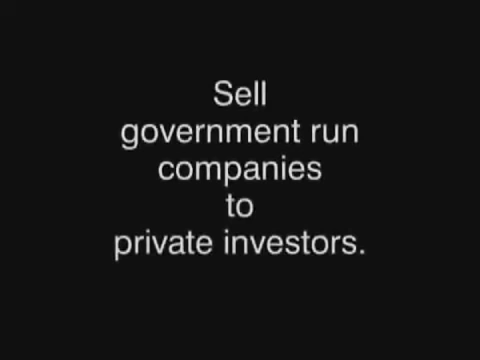 Sell
government run
companies
to
private investors.